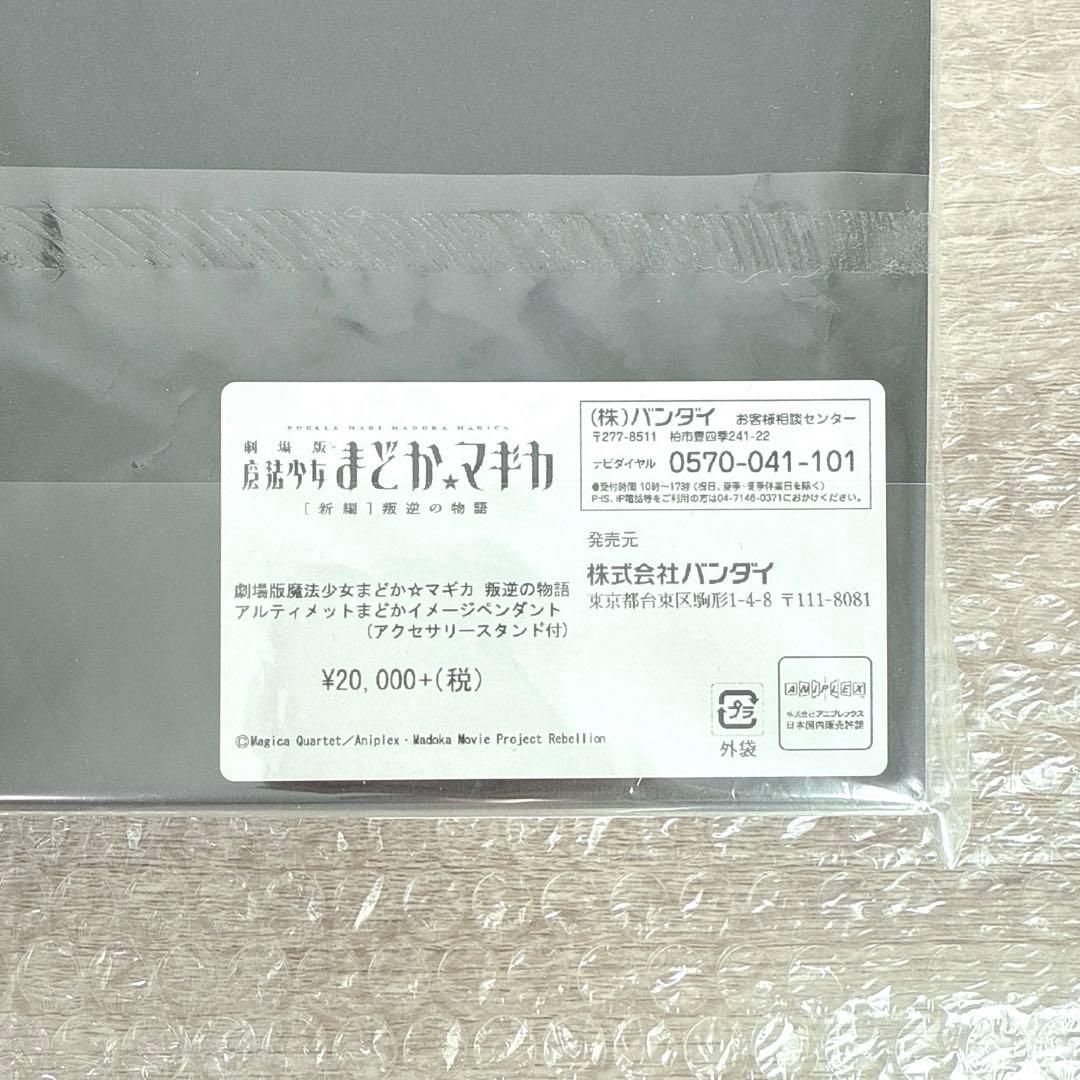 PUELLA MAGI MADOKA MAGICA
劇場版
魔法少女まどか☆マギカ
[新編]叛逆の物語
劇場版魔法少女まどか☆マギカ 叛逆の物語
アルティメットまどかイメージペンダント
(アクセサリースタンド付)
¥20,000+(税)
©Magica Quartet/Aniplex・Madoka Movie Project Rebellion
(株)バンダイ お客様相談センター
〒277-8511 柏市豊四季241-22
ナビダイヤル 0570-041-101
●受付時間 10時〜17時 (祝日、夏季・冬季休業日を除く)
PHS、IP電話等をご利用の方は04-7146-0371におかけください。
発売元
株式会社バンダイ
東京都台東区駒形1-4-8 〒111-8081
プラ
外袋
ANIPLEX
株式会社アニプレックス
日本国内販売許諾